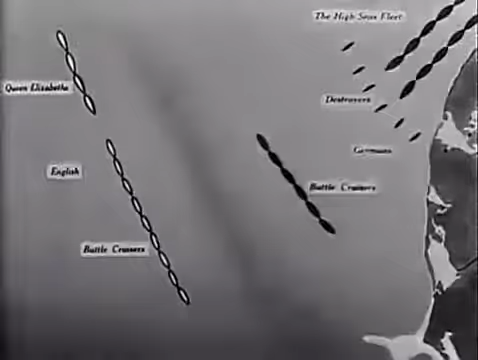 The High Seas Fleet
Queen Elizabeths
Destroyers
Germans
English
Battle Cruisers
Battle Cruisers